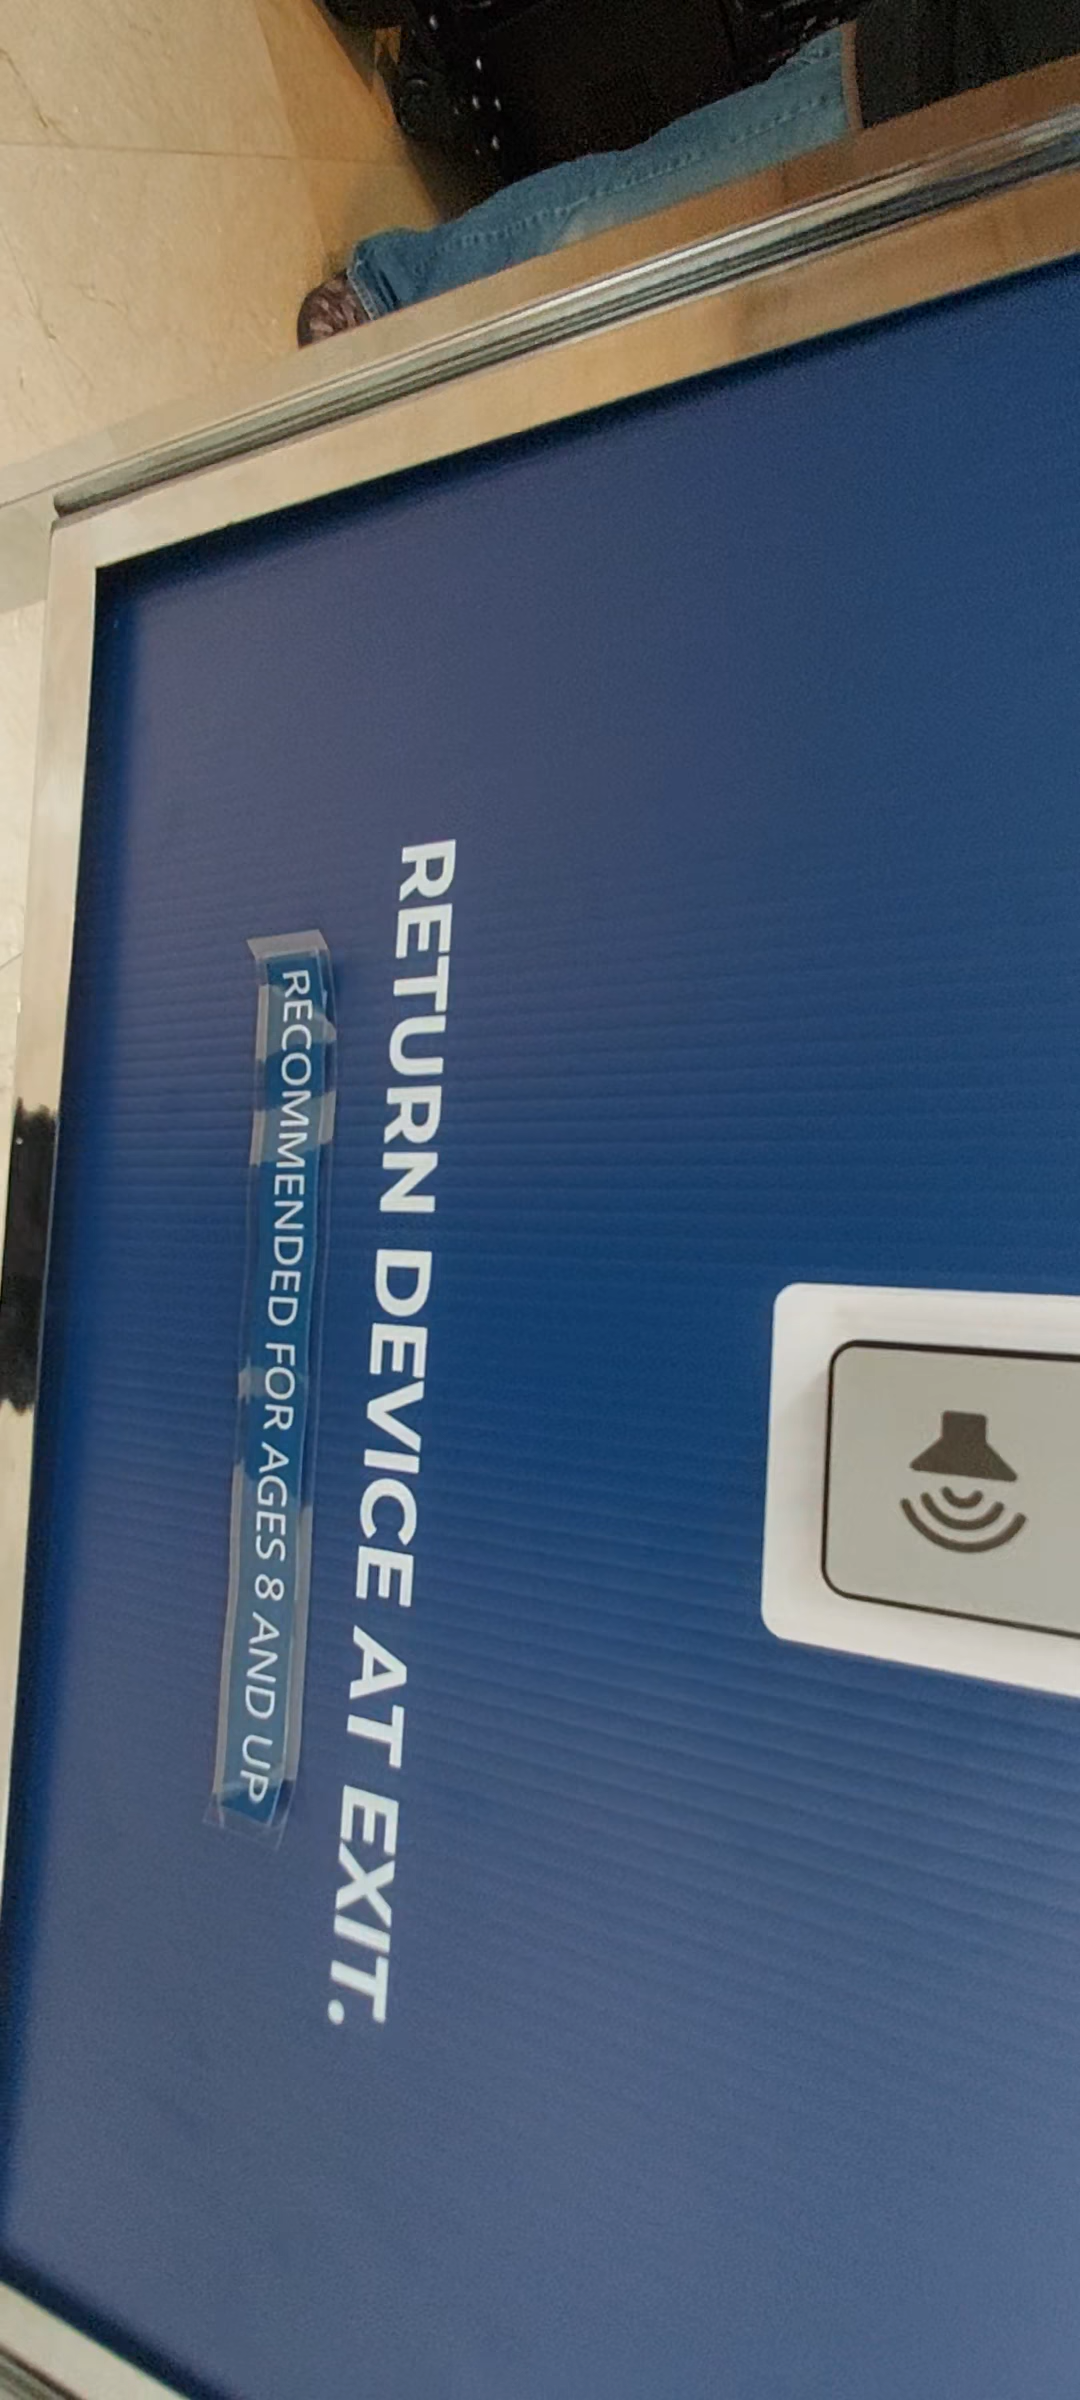 RETURN DEVICE AT EXIT.
RECOMMENDED FOR AGES 8 AND UP